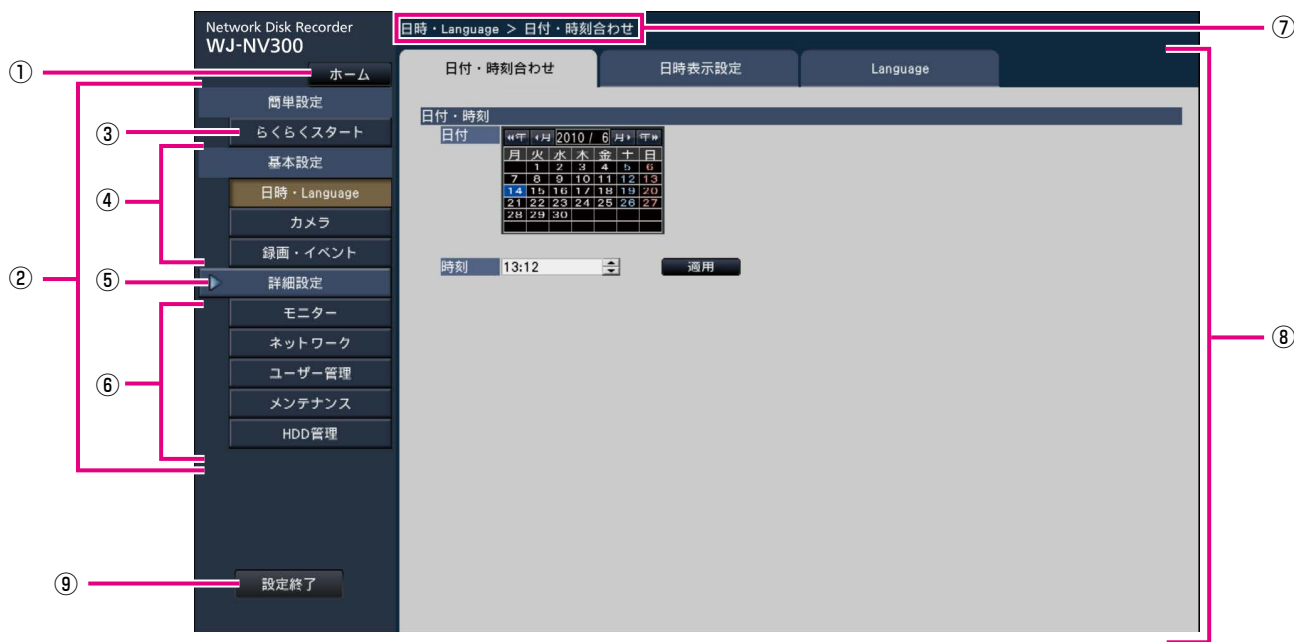 Network Disk Recorder
WJ-NV300
日時・Language > 日付・時刻合わせ
⑦
①
ホーム
日付・時刻合わせ
日時表示設定
Language
⑧
②
簡単設定
③
らくらくスタート
④
基本設定
日時・Language
カメラ
録画・イベント
⑤
詳細設定
⑥
モニター
ネットワーク
ユーザー管理
メンテナンス
HDD管理
⑨
設定終了
日付・時刻
日付
«年 ‹月 2010 / 6 月› 年»
月 火 水 木 金 土 日
1 2 3 4 5 6
7 8 9 10 11 12 13
14 15 16 17 18 19 20
21 22 23 24 25 26 27
28 29 30
時刻
13:12
適用